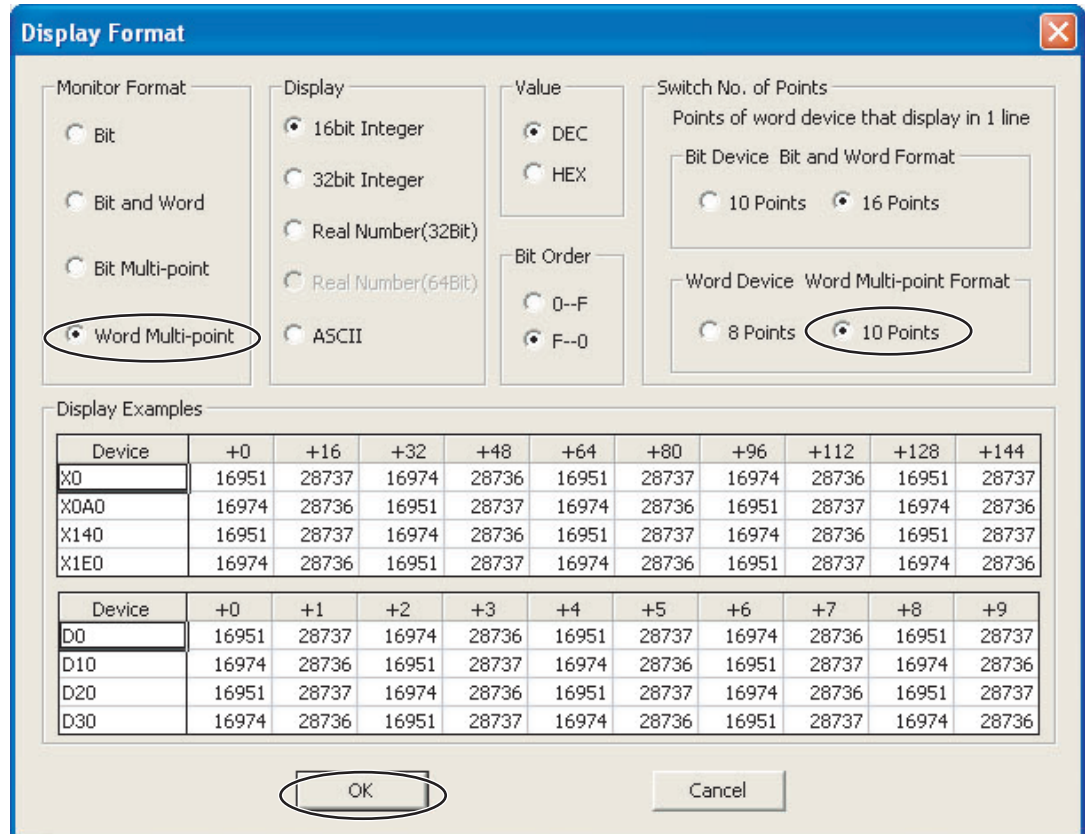 Display Format
Monitor Format
Bit
Bit and Word
Bit Multi-point
Word Multi-point
Display
16bit Integer
32bit Integer
Real Number(32Bit)
Real Number(64Bit)
ASCII
Value
DEC
HEX
Bit Order
0--F
F--0
Switch No. of Points
Points of word device that display in 1 line
Bit Device Bit and Word Format
10 Points 16 Points
Word Device Word Multi-point Format
8 Points 10 Points
Display Examples
Device +0 +16 +32 +48 +64 +80 +96 +112 +128 +144
X0 16951 28737 16974 28736 16951 28737 16974 28736 16951 28737
X0A0 16974 28736 16951 28737 16974 28736 16951 28737 16974 28736
X140 16951 28737 16974 28736 16951 28737 16974 28736 16951 28737
X1E0 16974 28736 16951 28737 16974 28736 16951 28737 16974 28736
Device +0 +1 +2 +3 +4 +5 +6 +7 +8 +9
D0 16951 28737 16974 28736 16951 28737 16974 28736 16951 28737
D10 16974 28736 16951 28737 16974 28736 16951 28737 16974 28736
D20 16951 28737 16974 28736 16951 28737 16974 28736 16951 28737
D30 16974 28736 16951 28737 16974 28736 16951 28737 16974 28736
OK Cancel